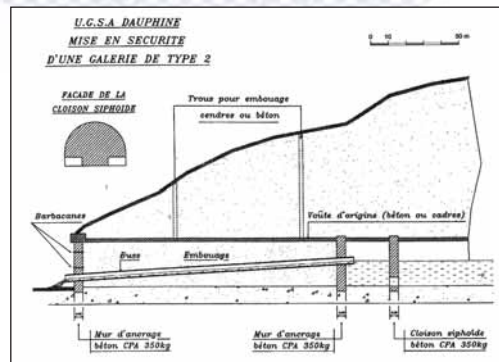 U.G.S.A DAUPHINE
MISE EN SECURITE
D'UNE GALERIE DE TYPE 2
0 10 50 m
FACADE DE LA
CLOISON SIPHOIDE
Trous pour embouage
cendres ou béton
Barbacanes
Voûte d'origine (béton ou cadres)
Buse
Embouage
Mur d'ancrage
béton CPA 350kg
Mur d'ancrage
béton CPA 350kg
Cloison siphoide
béton CPA 350kg